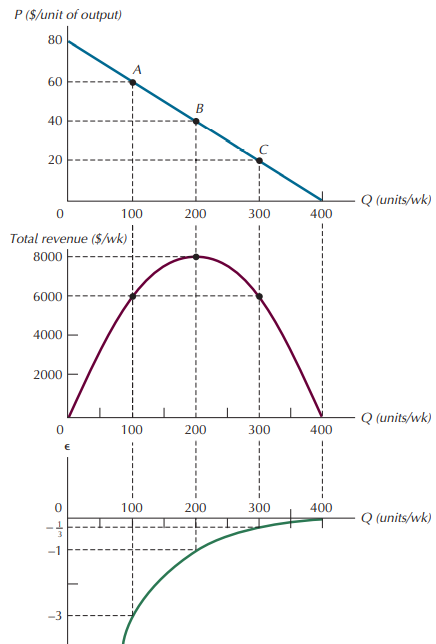 P ($/unit of output)
80
A
60
B
40
C
20
Q (units/wk)
0 100 200 300 400
Total revenue ($/wk)
8000
6000
4000
2000
Q (units/wk)
0 100 200 300 400
ϵ
0 100 200 300 400
Q (units/wk)
−1/3
−1
−3